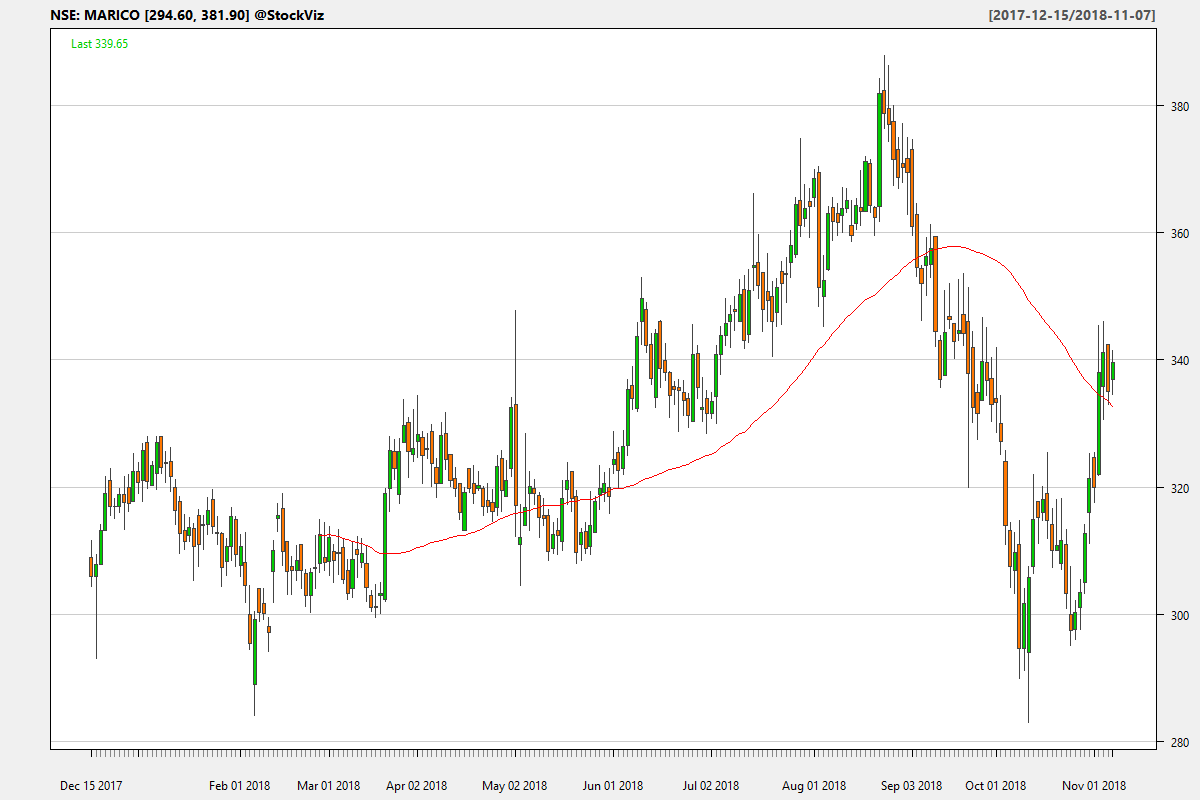 NSE: MARICO [294.60, 381.90] @StockViz [2017-12-15/2018-11-07]
Last 339.65
380
360
340
320
300
280
Dec 15 2017 Feb 01 2018 Mar 01 2018 Apr 02 2018 May 02 2018 Jun 01 2018 Jul 02 2018 Aug 01 2018 Sep 03 2018 Oct 01 2018 Nov 01 2018